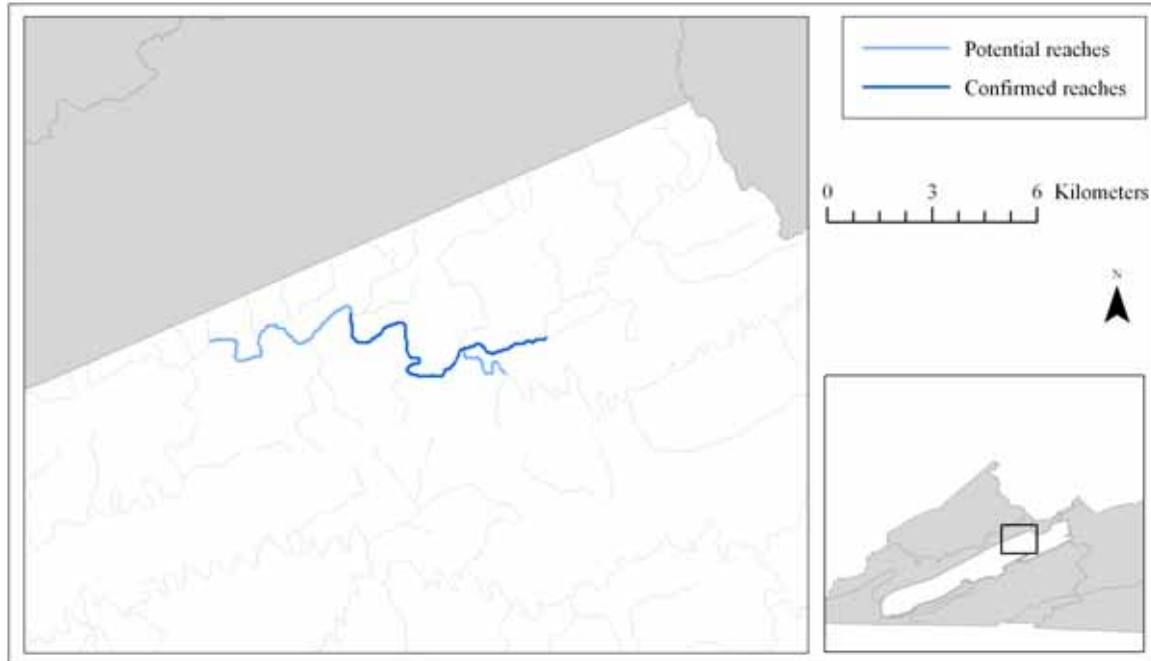 Potential reaches
Confirmed reaches
0 3 6 Kilometers
N